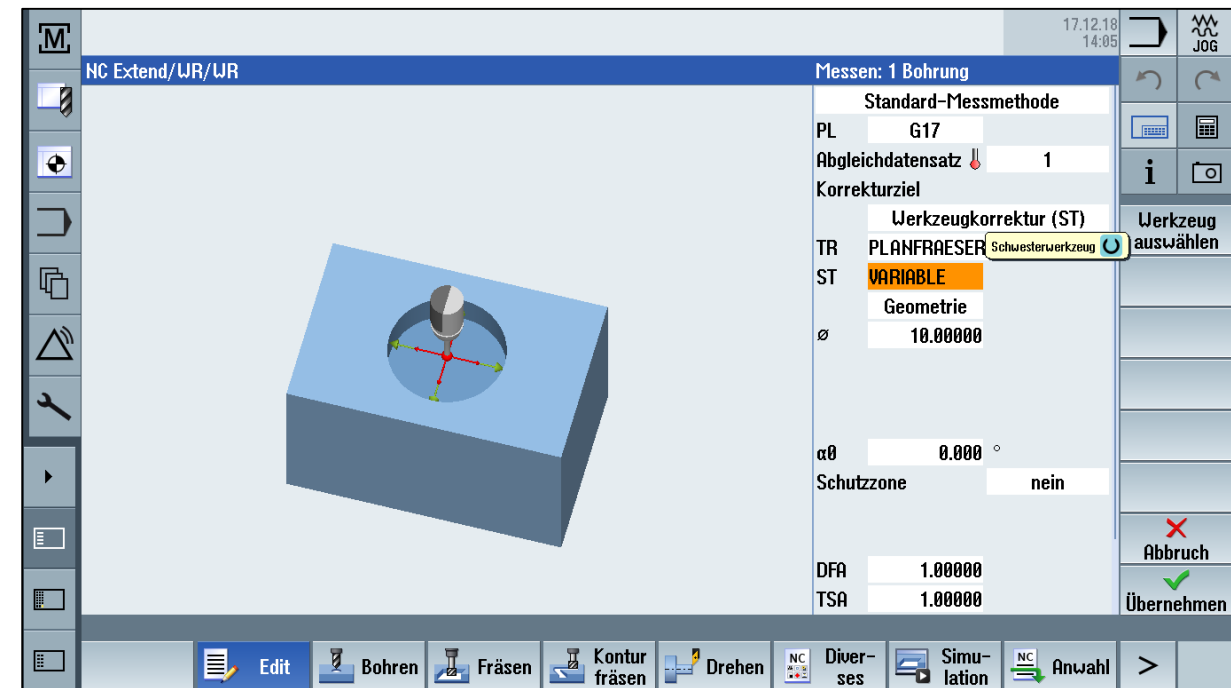 M
17.12.18
14:05
JOG
NC Extend/WR/WR
Messen: 1 Bohrung
Standard-Messmethode
PL G17
Abgleichdatensatz 1
Korrekturziel
Werkzeugkorrektur (ST)
TR PLANFRAESER
Schwesterwerkzeug
ST VARIABLE
Geometrie
ø 10.00000
α0 0.000 °
Schutzzone nein
DFA 1.00000
TSA 1.00000
i
Werkzeug
auswählen
Abbruch
Übernehmen
Edit
Bohren
Fräsen
Kontur
fräsen
Drehen
NC
Diver-
ses
Simu-
lation
NC
Anwahl
>